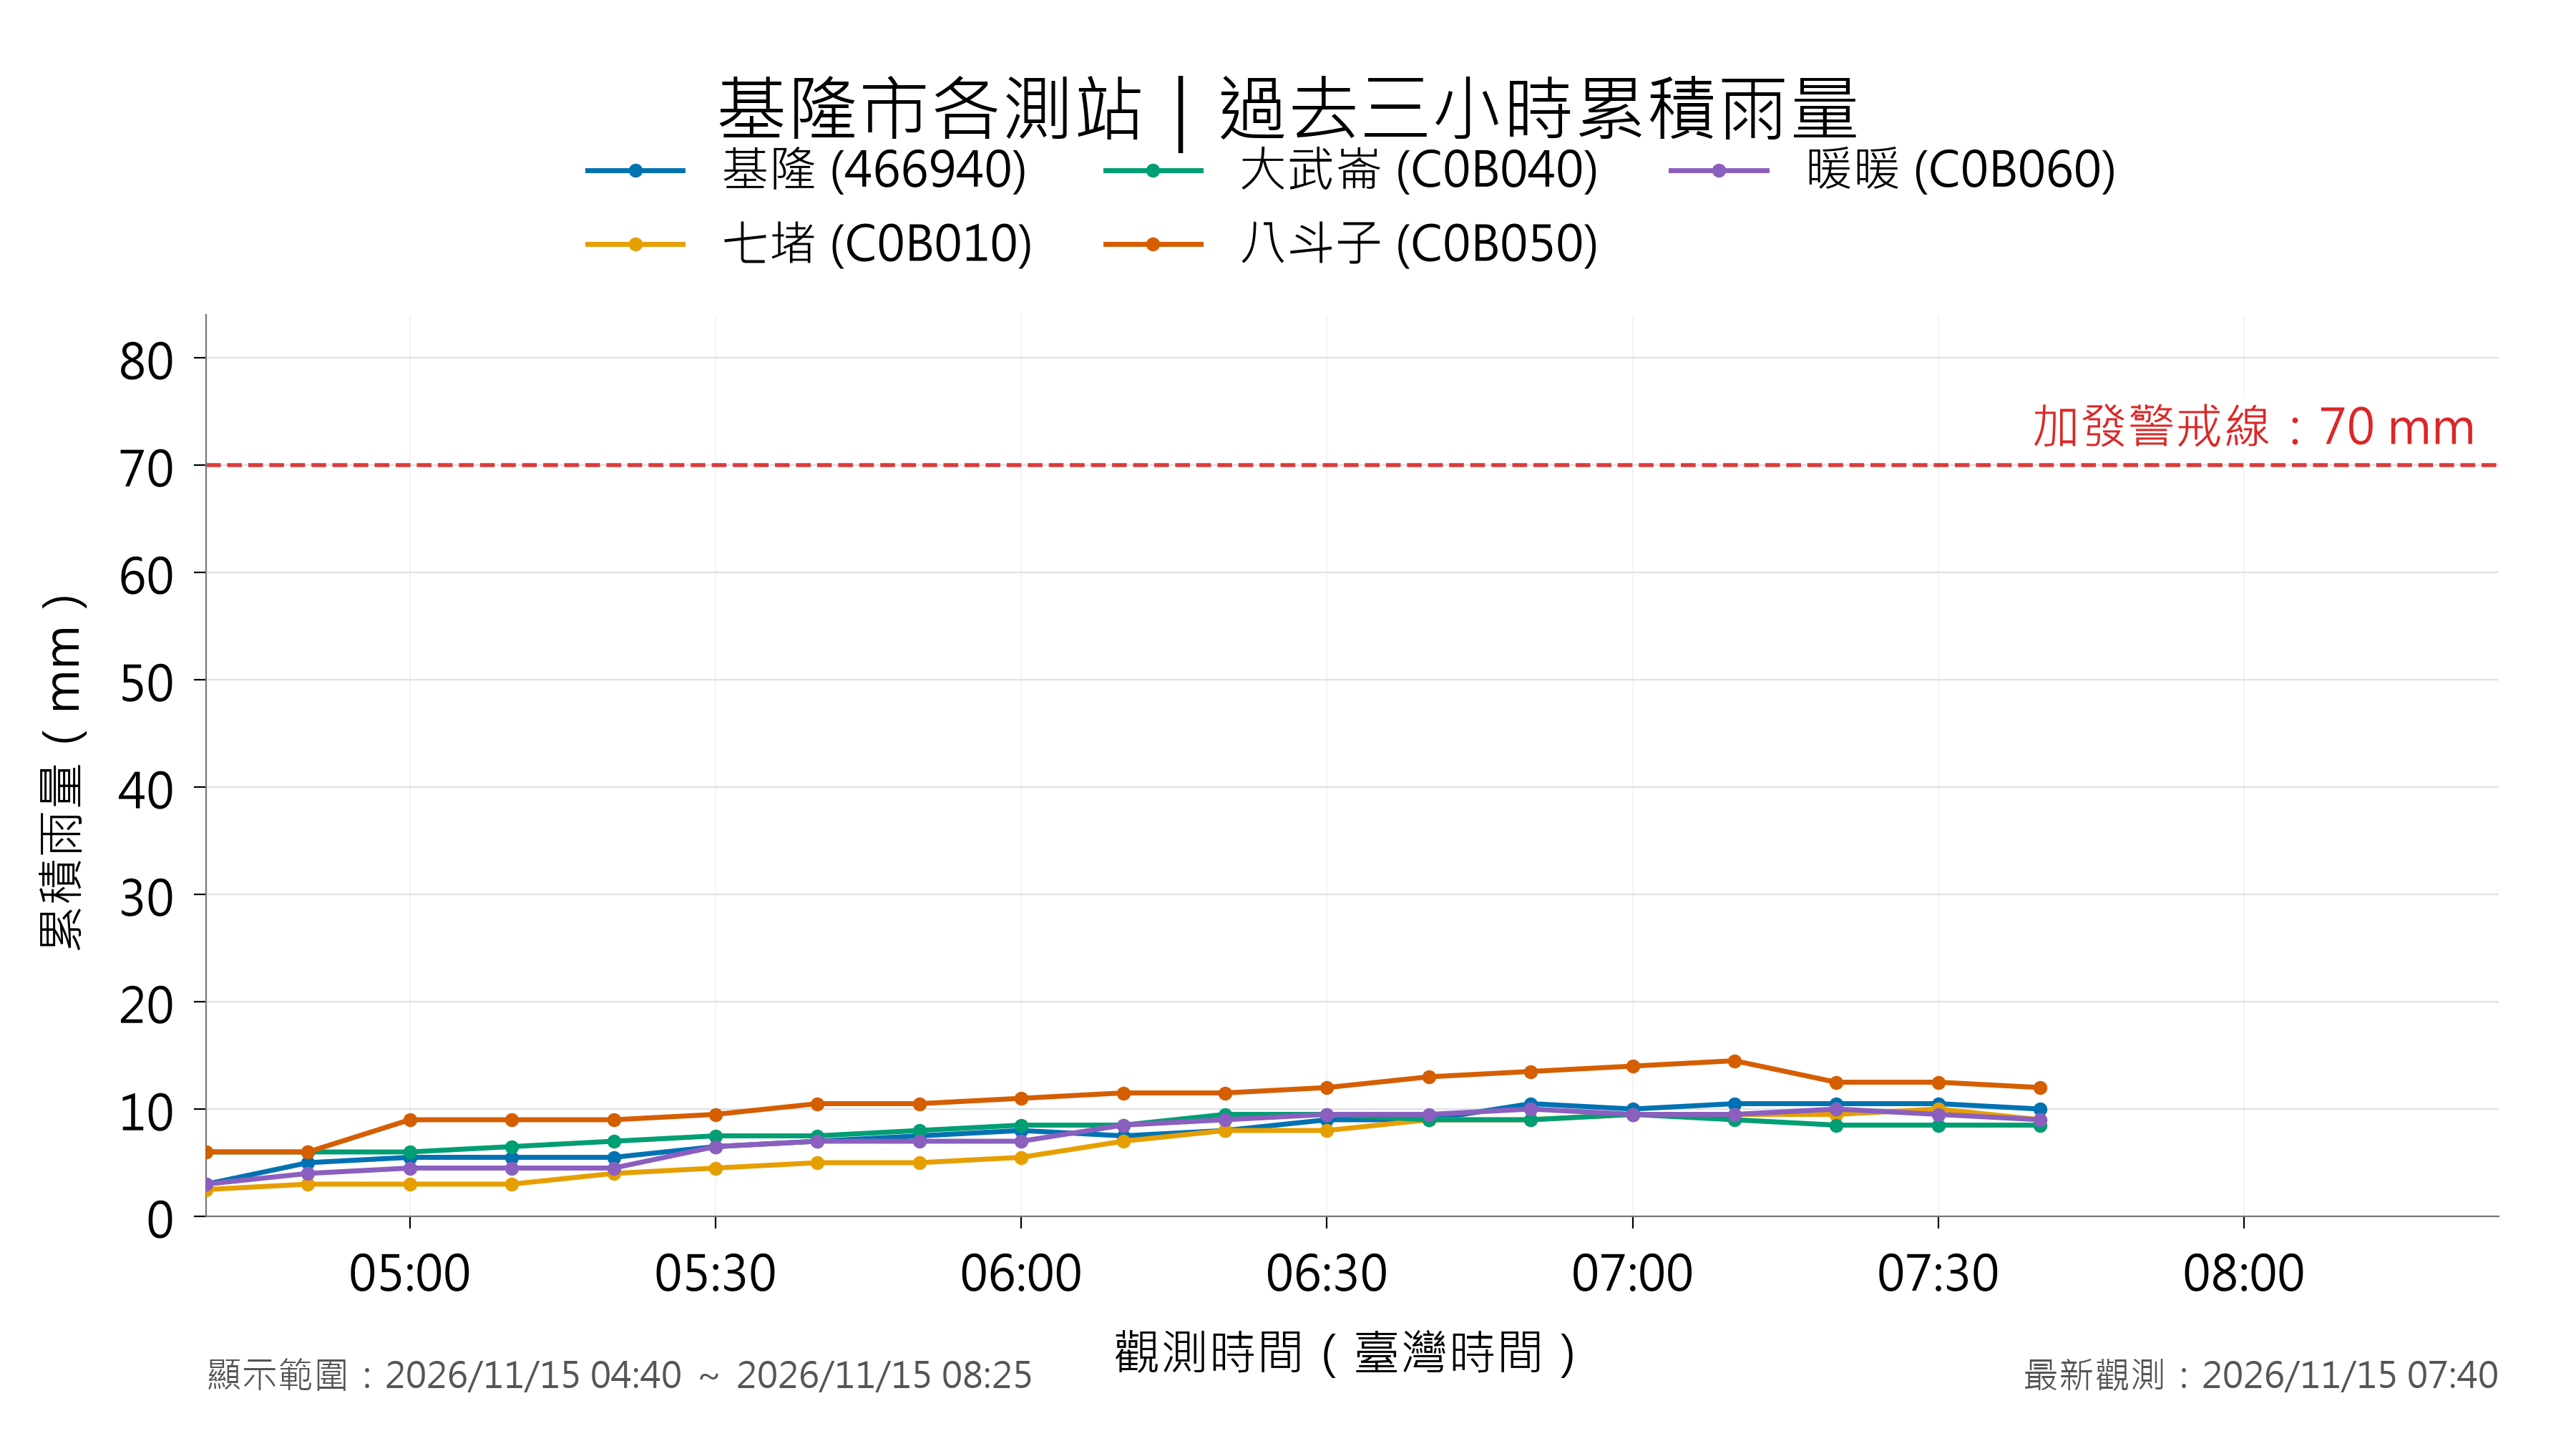 基隆市各測站｜過去三小時累積雨量
基隆 (466940)
大武崙 (C0B040)
暖暖 (C0B060)
七堵 (C0B010)
八斗子 (C0B050)
80
加發警戒線：70 mm
70
60
50
40
30
20
10
0
累積雨量（mm）
05:00
05:30
06:00
06:30
07:00
07:30
08:00
觀測時間（臺灣時間）
顯示範圍：2026/11/15 04:40 ~ 2026/11/15 08:25
最新觀測：2026/11/15 07:40